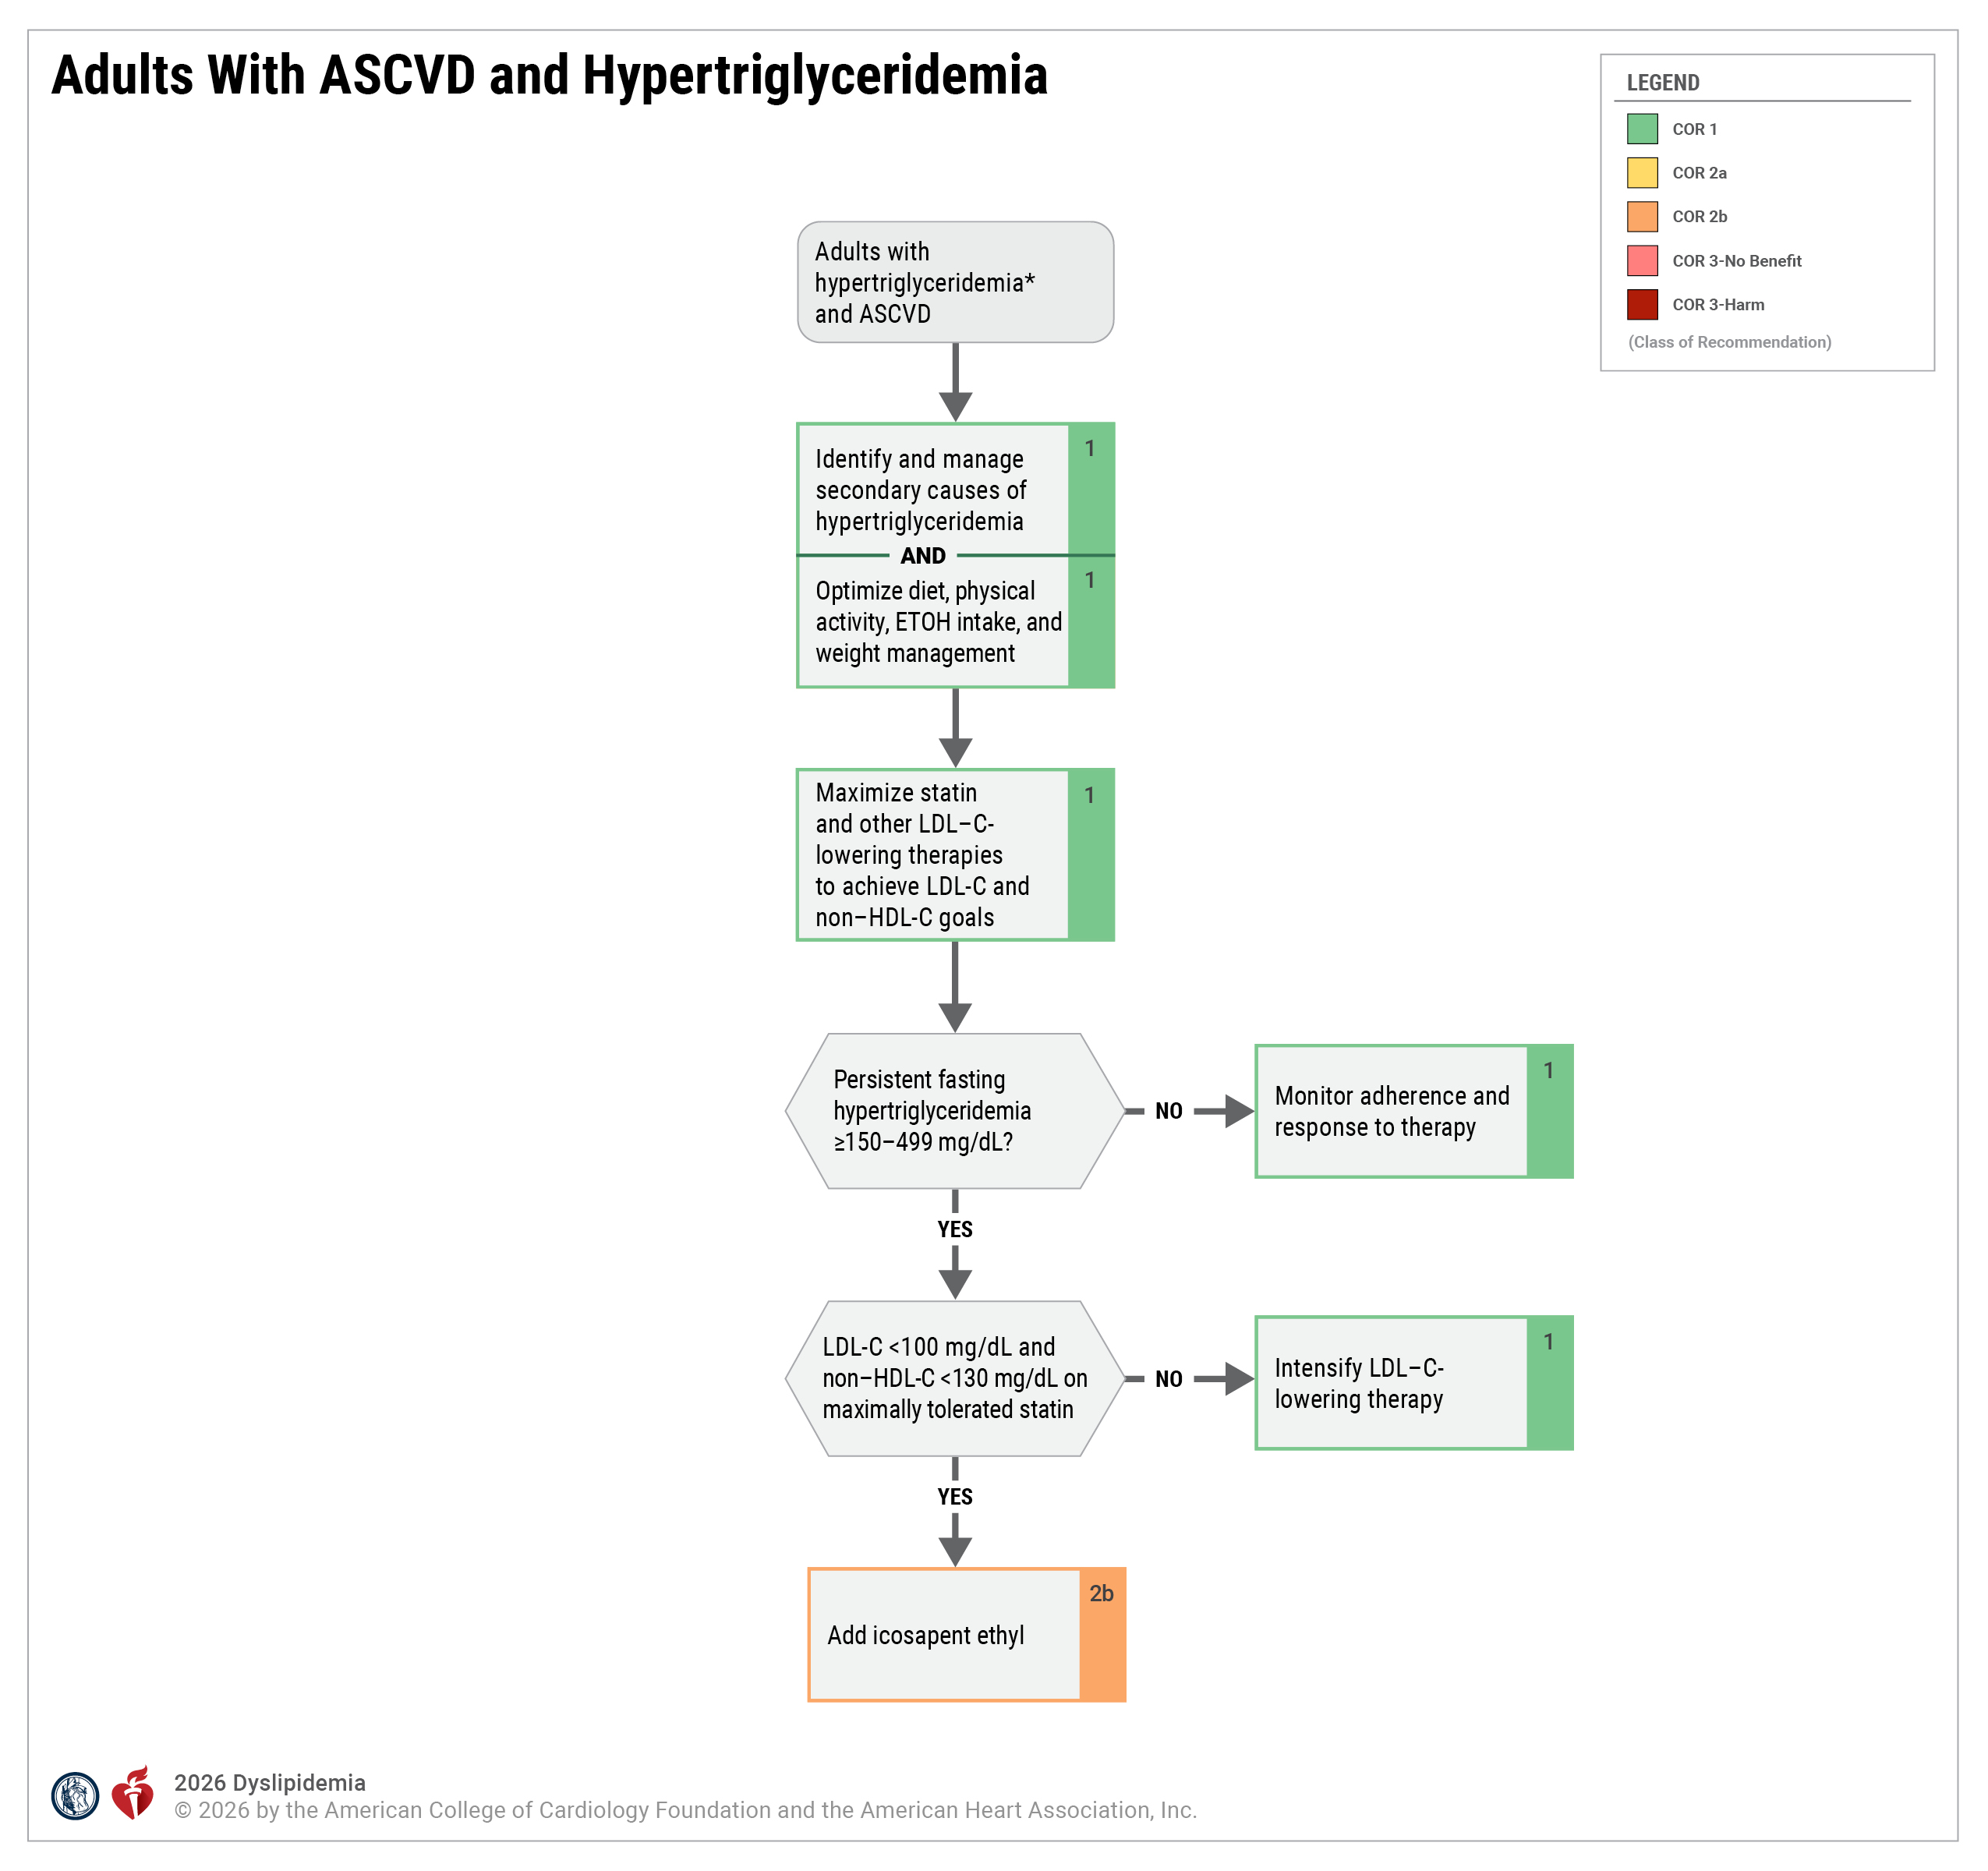 Adults With ASCVD and Hypertriglyceridemia
LEGEND
COR 1
COR 2a
COR 2b
COR 3-No Benefit
COR 3-Harm
(Class of Recommendation)
Adults with
hypertriglyceridemia*
and ASCVD
1
Identify and manage
secondary causes of
hypertriglyceridemia
AND
1
Optimize diet, physical
activity, ETOH intake, and
weight management
1
Maximize statin
and other LDL–C-
lowering therapies
to achieve LDL-C and
non–HDL-C goals
Persistent fasting
hypertriglyceridemia
≥150–499 mg/dL?
NO
1
Monitor adherence and
response to therapy
YES
LDL-C <100 mg/dL and
non–HDL-C <130 mg/dL on
maximally tolerated statin
NO
1
Intensify LDL–C-
lowering therapy
YES
2b
Add icosapent ethyl
2026 Dyslipidemia
© 2026 by the American College of Cardiology Foundation and the American Heart Association, Inc.